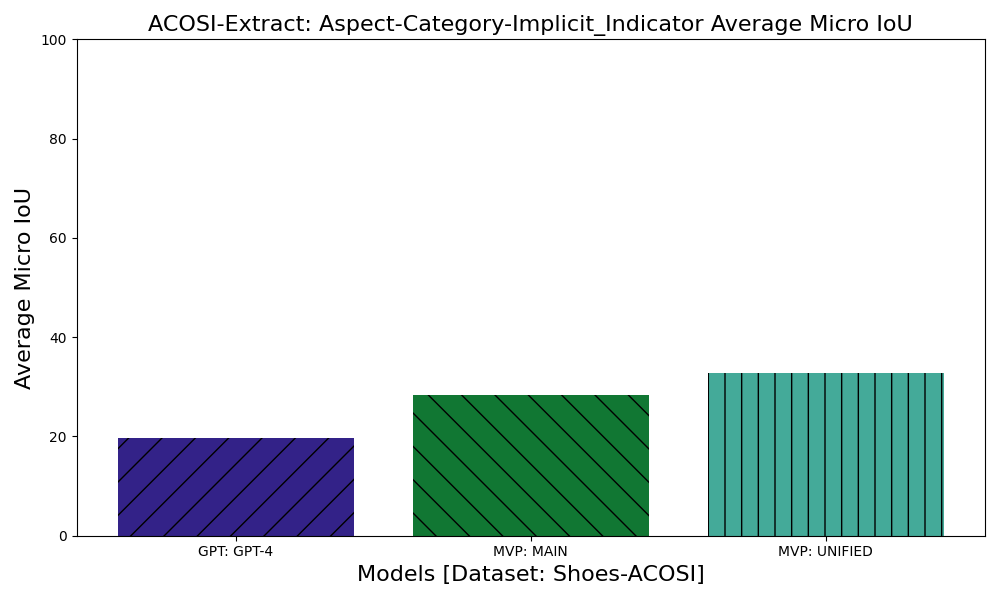 ACOSI-Extract: Aspect-Category-Implicit_Indicator Average Micro IoU
Average Micro IoU
100
80
60
40
20
0
GPT: GPT-4 MVP: MAIN MVP: UNIFIED
Models [Dataset: Shoes-ACOSI]